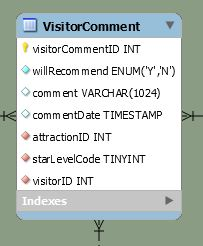 VisitorComment
visitorCommentID INT
willRecommend ENUM('Y','N')
comment VARCHAR(1024)
commentDate TIMESTAMP
attractionID INT
starLevelCode TINYINT
visitorID INT
Indexes